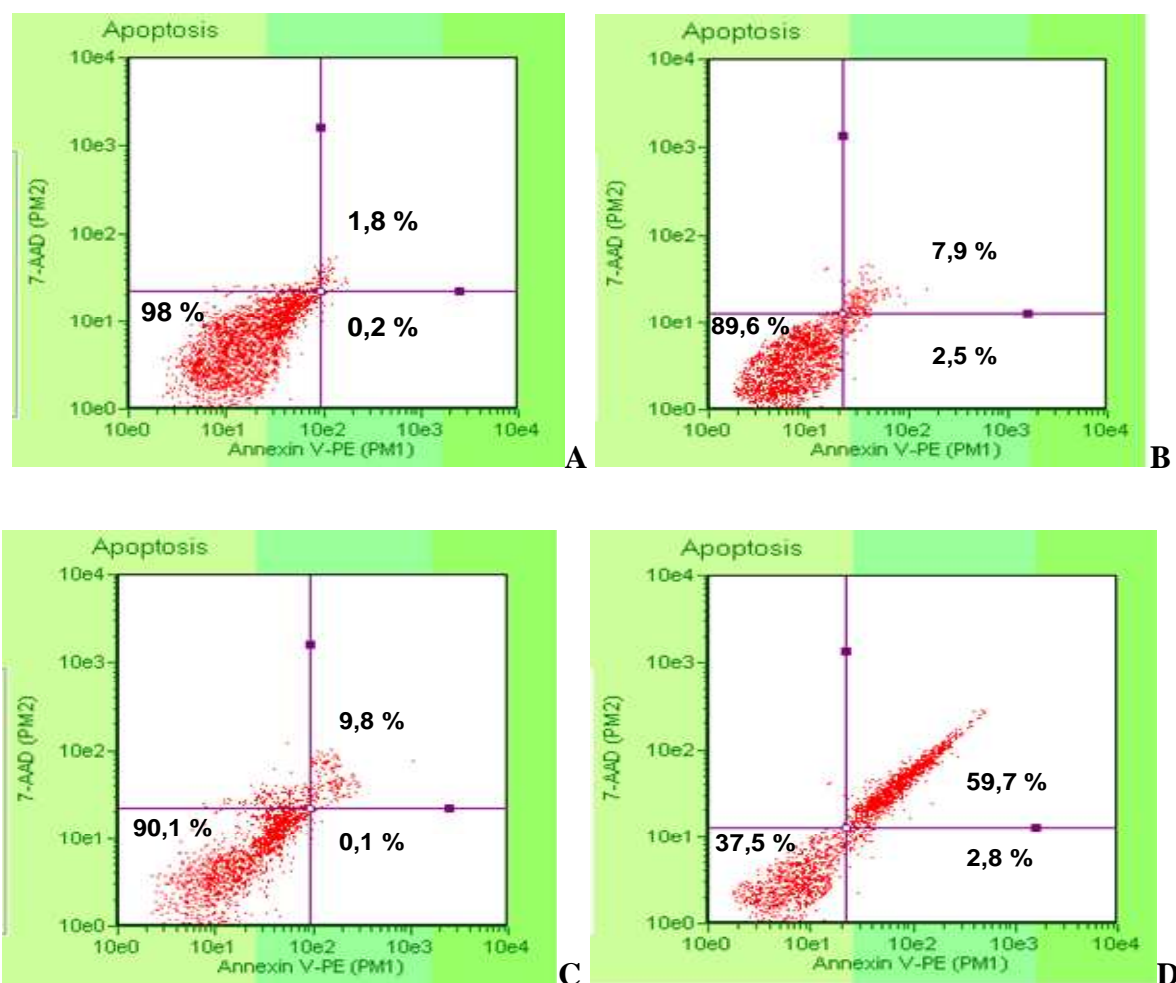 Apoptosis
10e4
10e3
10e2
10e1
10e0
7-AAD (PM2)
1,8 %
98 %
0,2 %
10e0 10e1 10e2 10e3 10e4
Annexin V-PE (PM1)
A
Apoptosis
10e4
10e3
10e2
10e1
10e0
7-AAD (PM2)
7,9 %
89,6 %
2,5 %
10e0 10e1 10e2 10e3 10e4
Annexin V-PE (PM1)
B
Apoptosis
10e4
10e3
10e2
10e1
10e0
7-AAD (PM2)
9,8 %
90,1 %
0,1 %
10e0 10e1 10e2 10e3 10e4
Annexin V-PE (PM1)
C
Apoptosis
10e4
10e3
10e2
10e1
10e0
7-AAD (PM2)
59,7 %
37,5 %
2,8 %
10e0 10e1 10e2 10e3 10e4
Annexin V-PE (PM1)
D